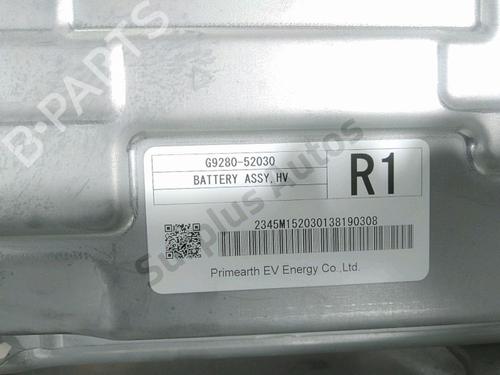 B-PARTS
G9280-52030
BATTERY ASSY,HV
R1
Surplus Autos
2345M152030138190308
Primearth EV Energy Co.,Ltd.